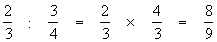 2/3 : 3/4 = 2/3 × 4/3 = 8/9